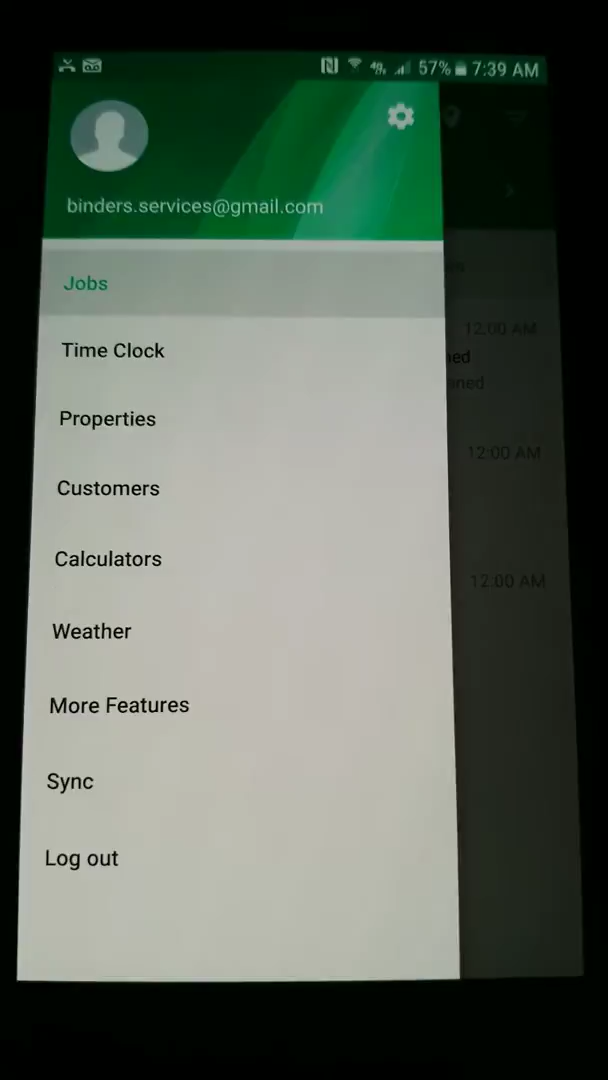 57% 7:39 AM
binders.services@gmail.com
Jobs
Time Clock
12:00 AM
Properties
12:00 AM
Customers
Calculators
12:00 AM
Weather
More Features
Sync
Log out